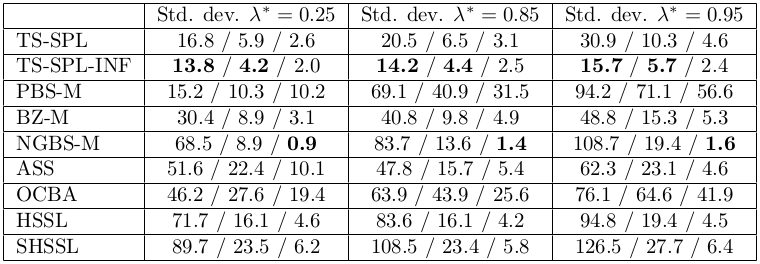 Std. dev. λ* = 0.25 Std. dev. λ* = 0.85 Std. dev. λ* = 0.95
TS-SPL 16.8 / 5.9 / 2.6 20.5 / 6.5 / 3.1 30.9 / 10.3 / 4.6
TS-SPL-INF 13.8 / 4.2 / 2.0 14.2 / 4.4 / 2.5 15.7 / 5.7 / 2.4
PBS-M 15.2 / 10.3 / 10.2 69.1 / 40.9 / 31.5 94.2 / 71.1 / 56.6
BZ-M 30.4 / 8.9 / 3.1 40.8 / 9.8 / 4.9 48.8 / 15.3 / 5.3
NGBS-M 68.5 / 8.9 / 0.9 83.7 / 13.6 / 1.4 108.7 / 19.4 / 1.6
ASS 51.6 / 22.4 / 10.1 47.8 / 15.7 / 5.4 62.3 / 23.1 / 4.6
OCBA 46.2 / 27.6 / 19.4 63.9 / 43.9 / 25.6 76.1 / 64.6 / 41.9
HSSL 71.7 / 16.1 / 4.6 83.6 / 16.1 / 4.2 94.8 / 19.4 / 4.5
SHSSL 89.7 / 23.5 / 6.2 108.5 / 23.4 / 5.8 126.5 / 27.7 / 6.4